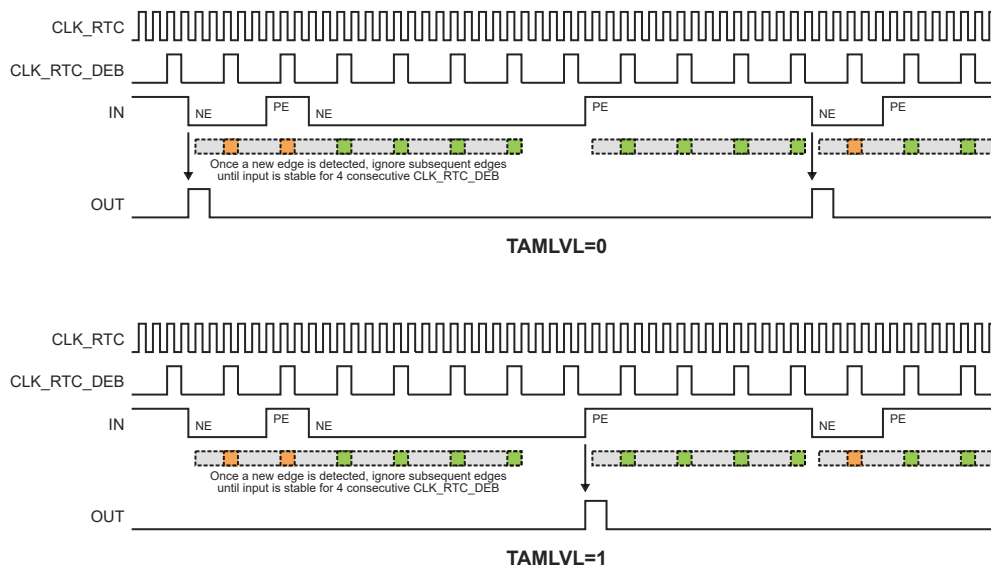 CLK_RTC
CLK_RTC_DEB
IN
NE
PE
NE
PE
NE
PE
Once a new edge is detected, ignore subsequent edges
until input is stable for 4 consecutive CLK_RTC_DEB
OUT
TAMLVL=0
CLK_RTC
CLK_RTC_DEB
IN
NE
PE
NE
PE
NE
PE
Once a new edge is detected, ignore subsequent edges
until input is stable for 4 consecutive CLK_RTC_DEB
OUT
TAMLVL=1